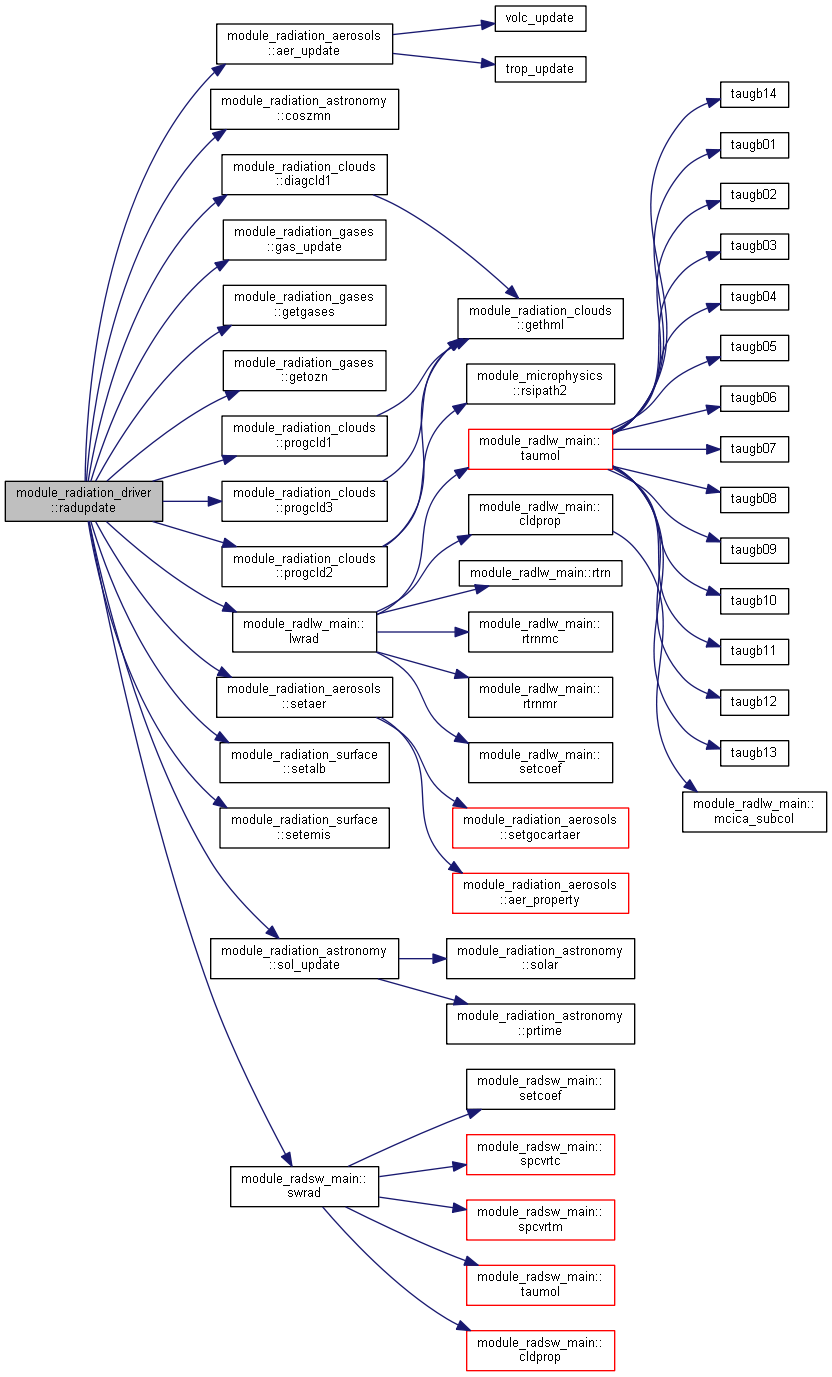 module_radiation_driver
::radupdate
module_radiation_aerosols
::aer_update
volc_update
trop_update
module_radiation_astronomy
::coszmn
module_radiation_clouds
::diagcld1
module_radiation_gases
::gas_update
module_radiation_gases
::getgases
module_radiation_gases
::getozn
module_radiation_clouds
::progcld1
module_radiation_clouds
::progcld3
module_radiation_clouds
::progcld2
module_radlw_main::
lwrad
module_radiation_aerosols
::setaer
module_radiation_surface
::setalb
module_radiation_surface
::setemis
module_radiation_astronomy
::sol_update
module_radsw_main::
swrad
module_radiation_clouds
::gethml
module_microphysics
::rsipath2
module_radlw_main::
taumol
module_radlw_main::
cldprop
module_radlw_main::rtrn
module_radlw_main::
rtrnmc
module_radlw_main::
rtrnmr
module_radlw_main::
setcoef
module_radiation_aerosols
::setgocartaer
module_radiation_aerosols
::aer_property
module_radiation_astronomy
::solar
module_radiation_astronomy
::prtime
module_radsw_main::
setcoef
module_radsw_main::
spcvrtc
module_radsw_main::
spcvrtm
module_radsw_main::
taumol
module_radsw_main::
cldprop
taugb14
taugb01
taugb02
taugb03
taugb04
taugb05
taugb06
taugb07
taugb08
taugb09
taugb10
taugb11
taugb12
taugb13
module_radlw_main::
mcica_subcol